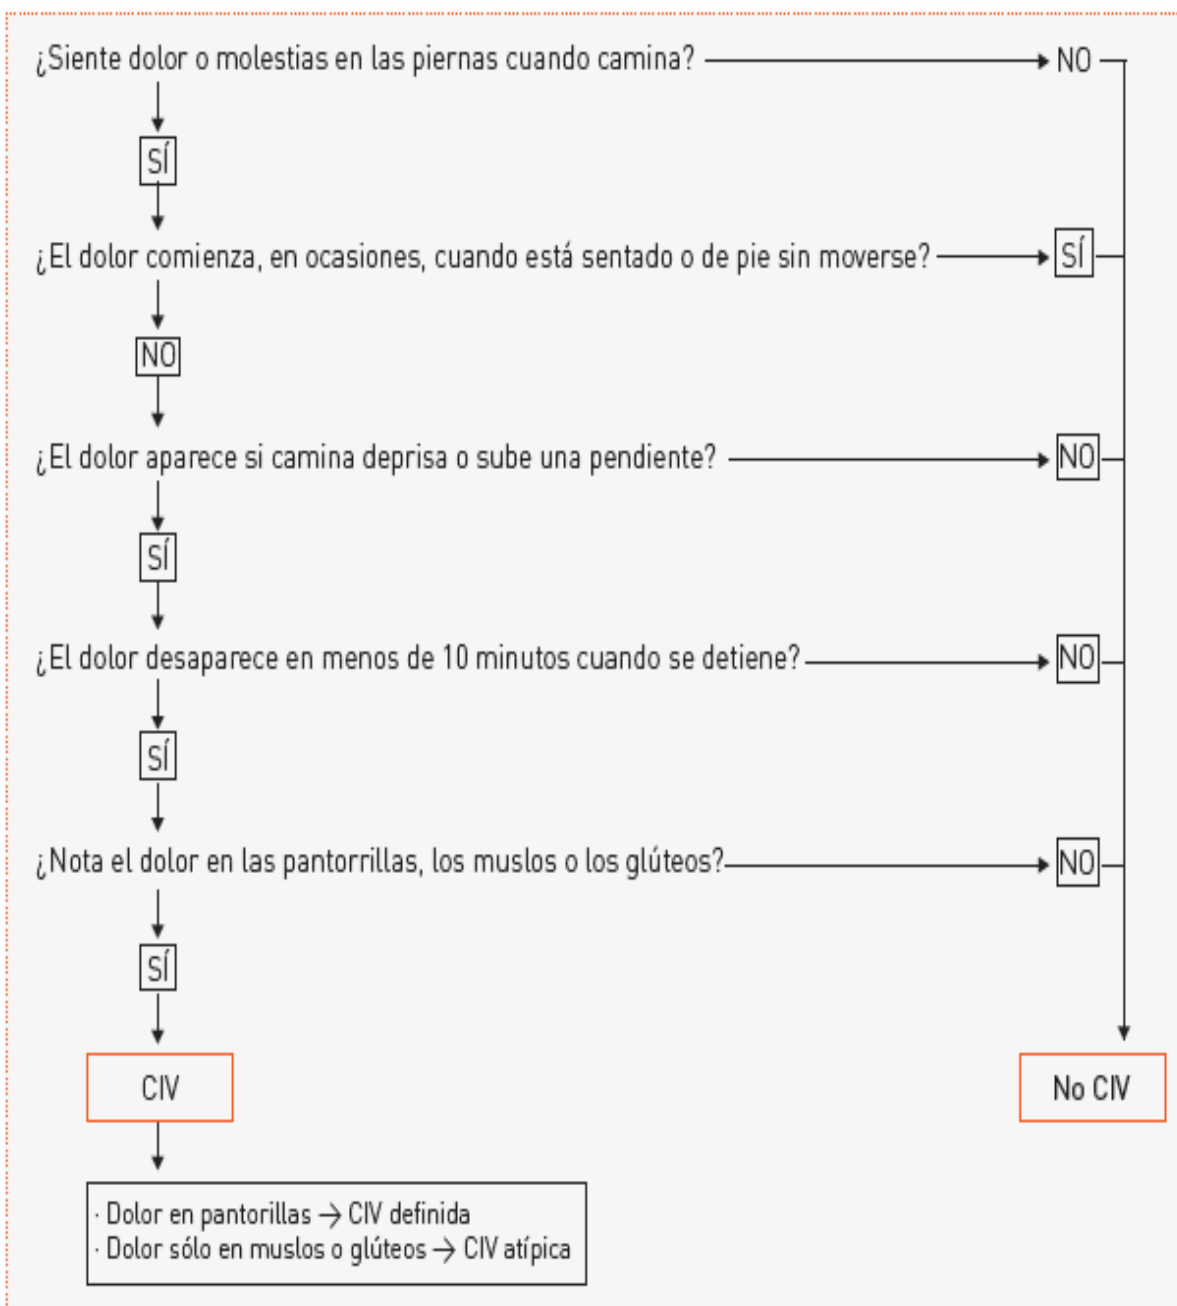 ¿Siente dolor o molestias en las piernas cuando camina? NO
SÍ
¿El dolor comienza, en ocasiones, cuando está sentado o de pie sin moverse? SÍ
NO
¿El dolor aparece si camina deprisa o sube una pendiente? NO
SÍ
¿El dolor desaparece en menos de 10 minutos cuando se detiene? NO
SÍ
¿Nota el dolor en las pantorrillas, los muslos o los glúteos? NO
SÍ
CIV No CIV
· Dolor en pantorillas → CIV definida
· Dolor sólo en muslos o glúteos → CIV atípica